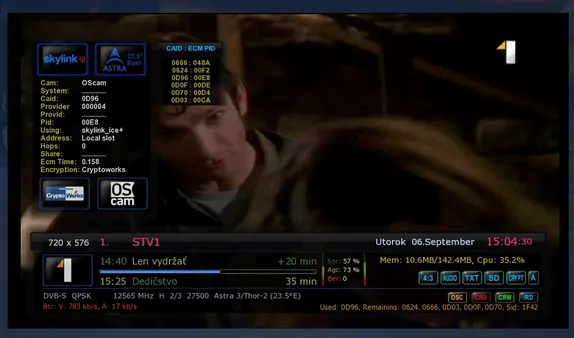 skylink
ASTRA 23,5° East
CAID : ECM PID
0666 : 048A
0624 : 00F2
0D96 : 00E8
0D0F : 00DE
0D70 : 00D4
0D03 : 00CA
Cam: OScam
System: ..........
Caid: 0D96
Provider 000004
ProvId: ..........
Pid: 00E8
Using: skylink_ice+
Address: Local slot
Hops: 0
Share: ..........
Ecm Time: 0.158
Encryption: Cryptoworks
CryptoWorks
OS cam
1
720 x 576 1. STV1 Utorok 06.September 15:04:30
14:40 Len vydržať +20 min
15:25 Dedičstvo 35 min
Snr: 57 %
Agc: 73 %
Ber: 0
Mem: 10.6MB/142.4MB, Cpu: 35.2%
4:3 AUDIO TXT SD CRYPT A
1
DVB-S QPSK 12565 MHz H 2/3 27500 Astra 3/Thor-2 (23.5°E)
OSC CRD CRW IRD
Btr: V: 783 kb/s, A: 17 kb/s
Used: 0D96, Remaining: 0624, 0666, 0D03, 0D0F, 0D70, Sid: 1F42